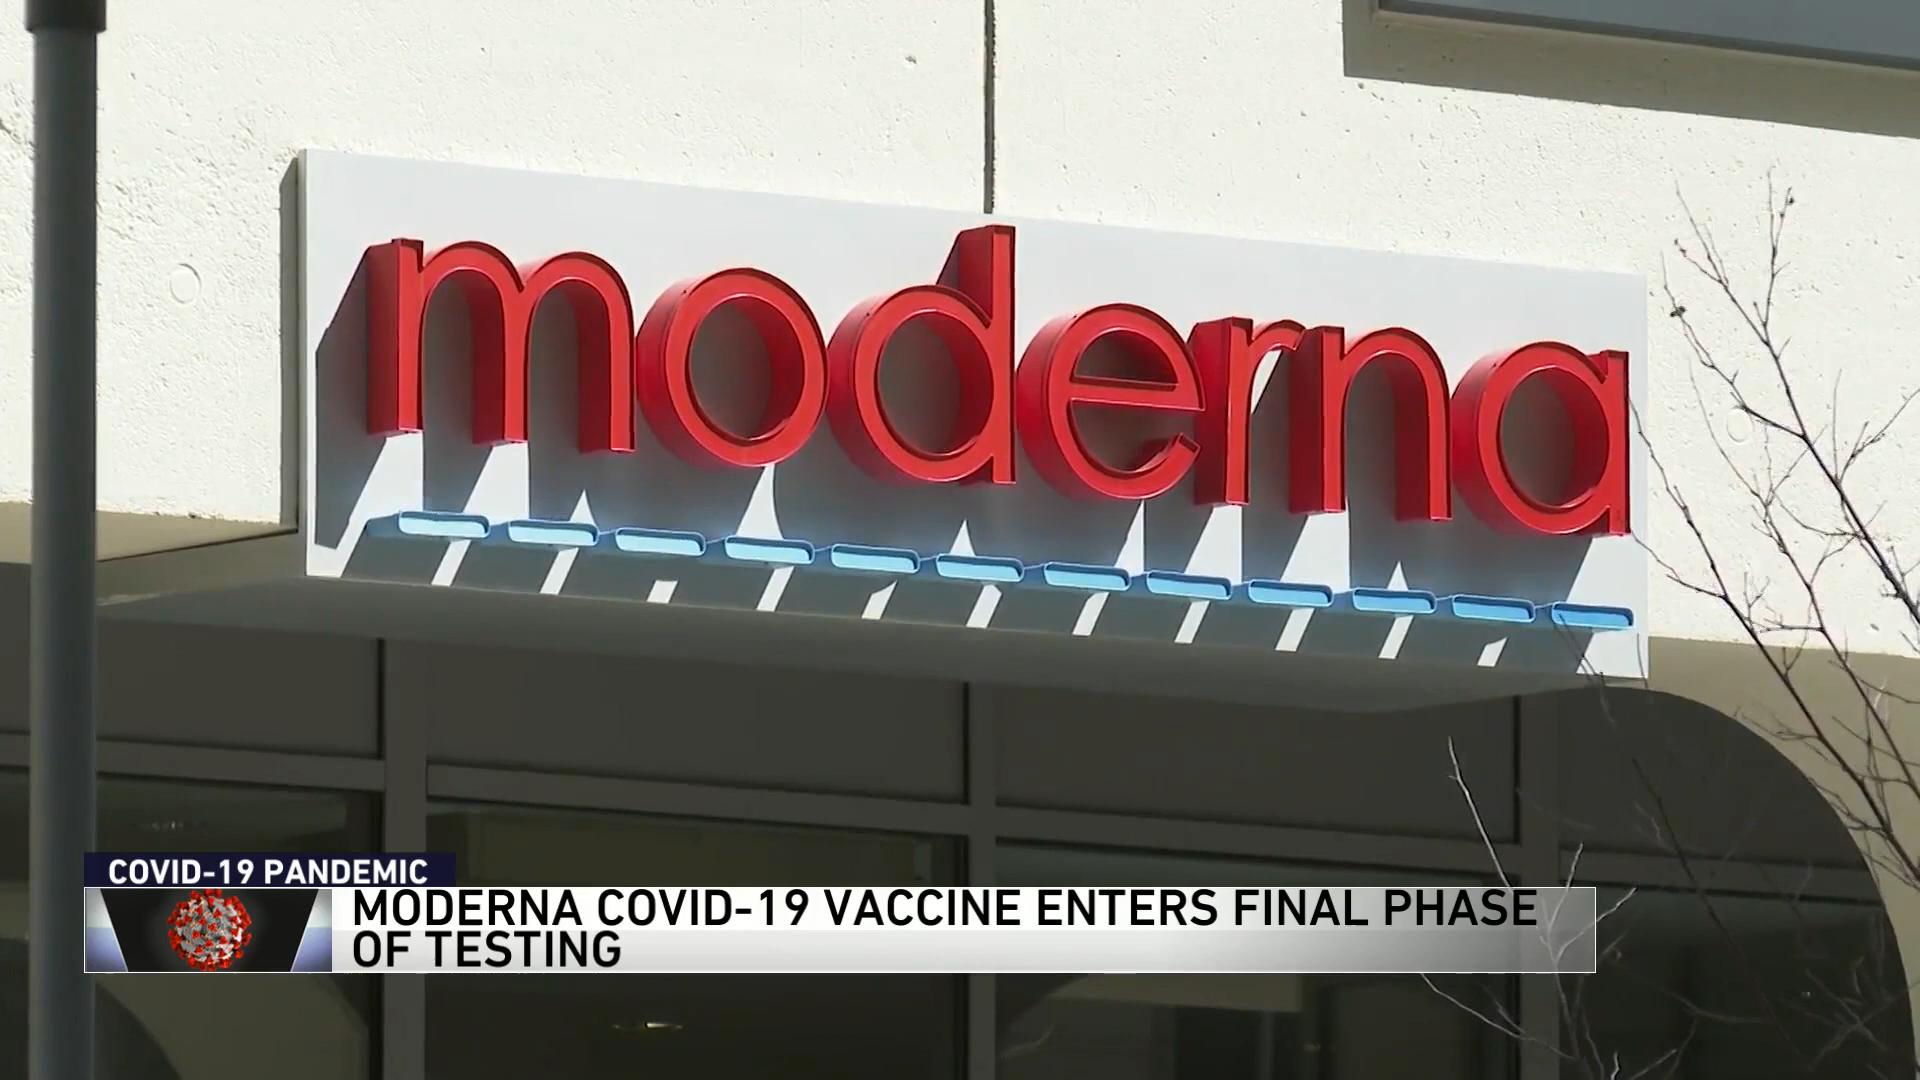 moderna
COVID-19 PANDEMIC
MODERNA COVID-19 VACCINE ENTERS FINAL PHASE
OF TESTING